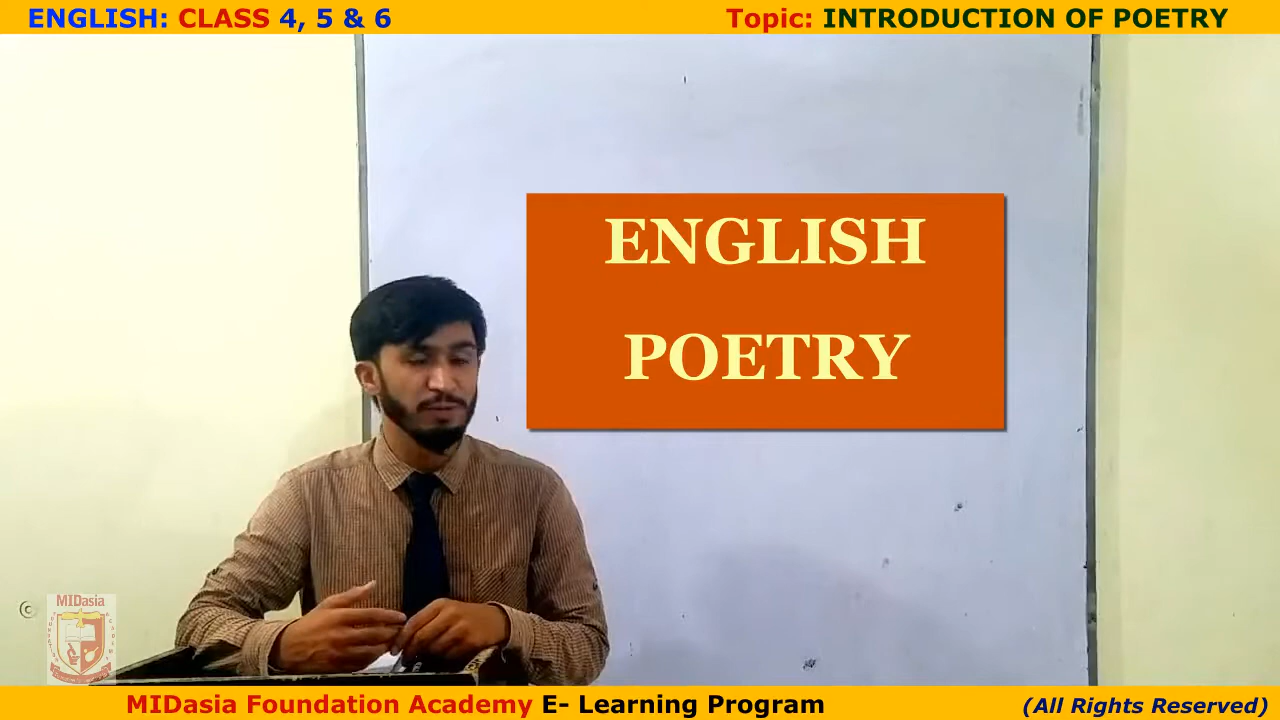 ENGLISH: CLASS 4, 5 & 6
Topic: INTRODUCTION OF POETRY
ENGLISH
POETRY
©
MIDasia
MIDasia Foundation Academy E- Learning Program
(All Rights Reserved)